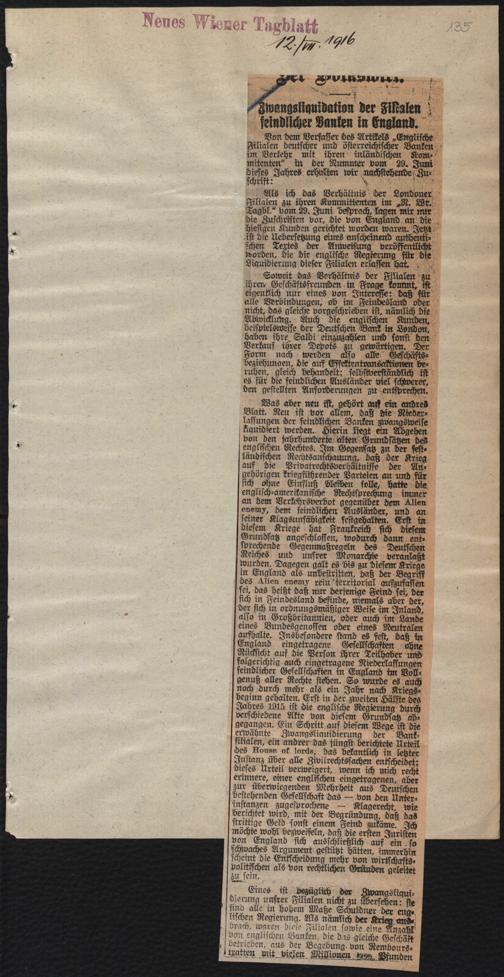 Neues Wiener Tagblatt
12./VII. 1916
135
Der Volkswirt.
Zwangsliquidation der Filialen
feindlicher Banken in England.
Von dem Verfasser des Artikels „Englische
Filialen deutscher und österreichischer Banken
im Verkehr mit ihren inländischen Kom-
mittenten" in der Nummer vom 29. Juni
dieses Jahres erhalten wir nachstehende Zu-
schrift:
Als ich das Verhältnis der Londoner
Filialen zu ihren Kommittenten im „N. Wr.
Tagbl." vom 29. Juni besprach, lagen mir nur
die Zuschriften vor, die von England an die
hiesigen Kunden gerichtet worden waren. Jetzt
ist die Uebersetzung eines anscheinend authenti-
schen Textes der Anweisung veröffentlicht
worden, die die englische Regierung für die
Liquidierung dieser Filialen erlassen hat.
Soweit das Verhältnis der Filialen zu
ihren Geschäftsfreunden in Frage kommt, ist
eigentlich nur eines von Interesse: daß für
alle Verbindungen, ob im Feindesland oder
nicht, das gleiche vorgeschrieben ist, nämlich die
Abwicklung. Auch die englischen Kunden,
beispielsweise der Deutschen Bank in London,
haben ihre Saldi einzuzahlen und sonst den
Verkauf ihrer Depots zu gewärtigen. Der
Form nach werden also alle Geschäfts-
beziehungen, die auf Effektentransaktionen be-
ruhen, gleich behandelt; selbstverständlich ist
es für die feindlichen Ausländer viel schwerer,
den gestellten Anforderungen zu entsprechen.
Was aber neu ist, gehört auf ein andres
Blatt. Neu ist vor allem, daß die Nieder-
lassungen der feindlichen Banken zwangsweise
liquidiert werden. Hierin liegt ein Abgehen
von den jahrhunderte alten Grundsätzen des
englischen Rechtes. Im Gegensatz zu der fest-
ländischen Rechtsanschauung, daß der Krieg
auf die Privatrechtsverhältnisse der An-
gehörigen kriegführender Parteien an und für
sich ohne Einfluß bleiben solle, hatte die
englisch-amerikanische Rechtsprechung immer
an dem Verkehrsverbot gegenüber dem Alien
enemy, dem feindlichen Ausländer, und an
seiner Klagsunfähigkeit festgehalten. Erst in
diesem Kriege hat Frankreich sich diesem
Grundsatz angeschlossen, wodurch dann ent-
sprechende Gegenmaßregeln des Deutschen
Reiches und unsrer Monarchie veranlaßt
wurden. Dagegen galt es bis zu diesem Kriege
in England als unbestritten, daß der Begriff
des Alien enemy rein territorial aufzufassen
sei, das heißt daß nur derjenige Feind sei, der
sich in Feindesland befinde, niemals aber der,
der sich in ordnungsmäßiger Weise im Inland,
also in Großbritannien, oder auch im Lande
eines Bundesgenossen oder eines Neutralen
aufhalte. Insbesondere stand es fest, daß in
England eingetragene Gesellschaften ohne
Rücksicht auf die Person ihrer Teilhaber und
folgerichtig auch eingetragene Niederlassungen
feindlicher Gesellschaften in England im Voll-
genuß aller Rechte stehen. So wurde es auch
noch durch mehr als ein Jahr nach Kriegs-
beginn gehalten. Erst in der zweiten Hälfte des
Jahres 1915 ist die englische Regierung durch
verschiedene Akte von diesem Grundsatz ab-
gegangen. Ein Schritt auf diesem Wege ist die
erwähnte Zwangsliquidierung der Bank-
filialen, ein andrer das jüngst berichtete Urteil
des House of lords, das bekanntlich in letzter
Instanz über alle Zivilrechtssachen entscheidet;
dieses Urteil verweigert, wenn ich mich recht
erinnere, einer englischen eingetragenen, aber
zur überwiegenden Mehrheit aus Deutschen
bestehenden Gesellschaft das — von den Unter-
instanzen zugesprochene — Klagerecht, wie
berichtet wird, mit der Begründung, daß das
strittige Geld sonst einem Feind zukäme. Ich
möchte wohl bezweifeln, daß die ersten Juristen
von England sich ausschließlich auf ein so
schwaches Argument gestützt hätten, immerhin
scheint die Entscheidung mehr von wirtschafts-
politischen als von rechtlichen Gründen geleitet
zu sein.
Eines ist bezüglich der Zwangsliqui-
dierung unsrer Filialen nicht zu übersehen: sie
sind alle in hohem Maße Schuldner der eng-
lischen Regierung. Als nämlich der Krieg aus-
brach, waren viele Filialen sowie eine Anzahl
von englischen Banken, die das gleiche Geschäft
betrieben, aus der Begebung von Rembours-
tratten mit vielen Millionen Pfunden